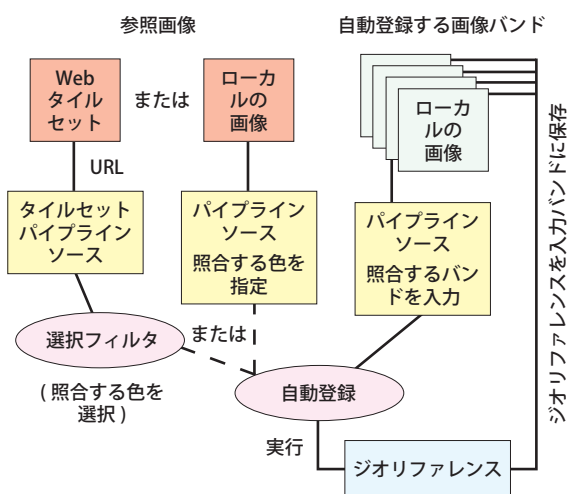 参照画像
自動登録する画像バンド
Web
タイル
セット
または
ローカ
ルの
画像
ローカ
ルの
画像
URL
タイルセット
パイプライン
ソース
パイプライン
ソース
照合する色を
指定
パイプライン
ソース
照合するバン
ドを入力
選択フィルタ
または
(照合する色を
選択)
自動登録
実行
ジオリファレンス
ジオリファレンスを入力バンドに保存